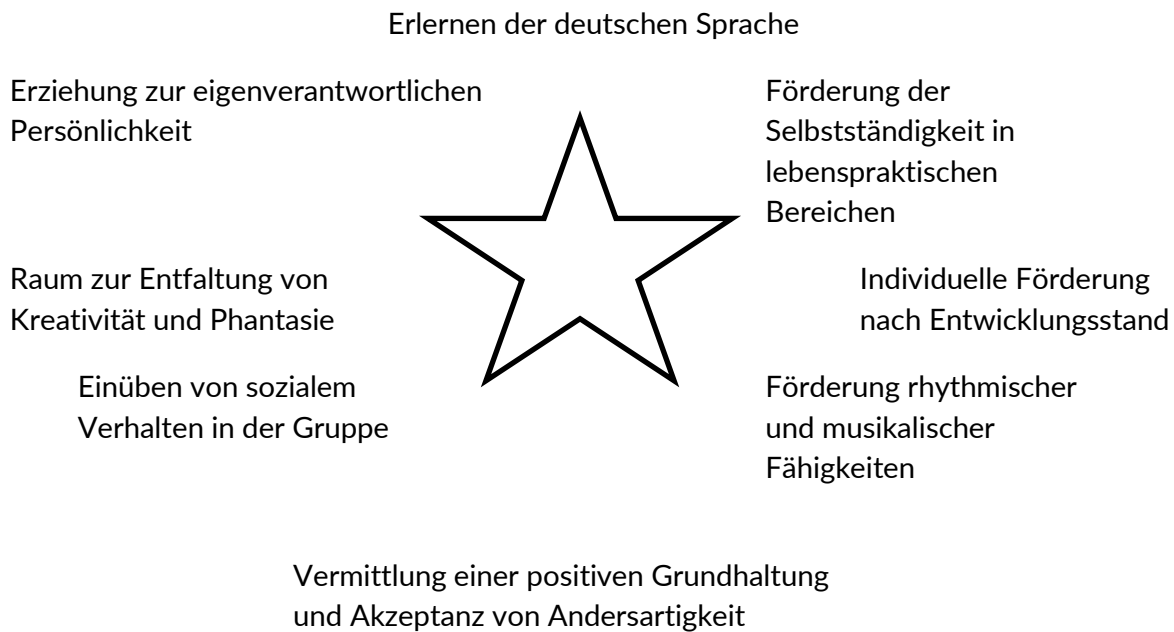 Erlernen der deutschen Sprache
Erziehung zur eigenverantwortlichen
Persönlichkeit
Förderung der
Selbstständigkeit in
lebenspraktischen
Bereichen
Raum zur Entfaltung von
Kreativität und Phantasie
Individuelle Förderung
nach Entwicklungsstand
Einüben von sozialem
Verhalten in der Gruppe
Förderung rhythmischer
und musikalischer
Fähigkeiten
Vermittlung einer positiven Grundhaltung
und Akzeptanz von Andersartigkeit